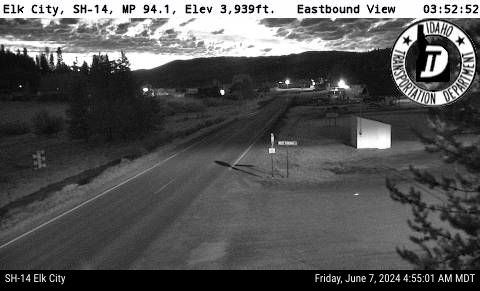 Elk City, SH-14, MP 94.1, Elev 3,939ft. Eastbound View 03:52:52
IDAHO
TRANSPORTATION DEPARTMENT
SH-14 Elk City
Friday, June 7, 2024 4:55:01 AM MDT